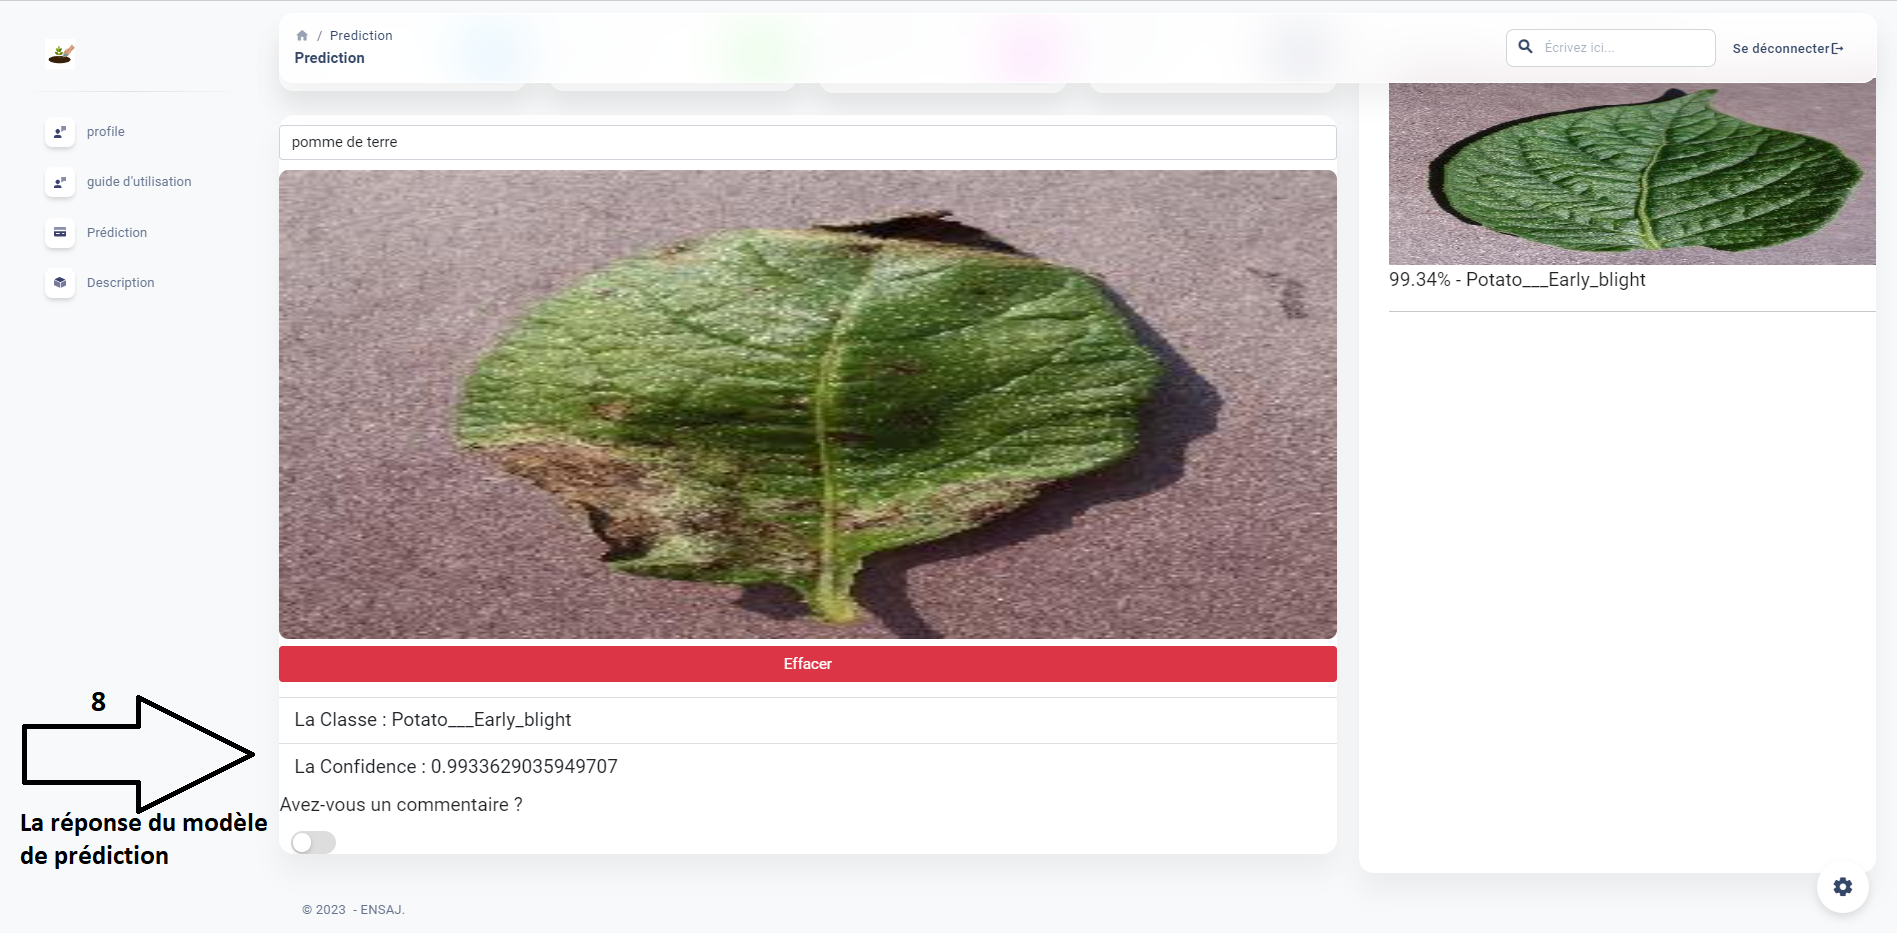 / Prediction
Prediction
Écrivez ici...
Se déconnecter
profile
guide d'utilisation
Prédiction
Description
pomme de terre
99.34% - Potato___Early_blight
Effacer
La Classe : Potato___Early_blight
La Confidence : 0.9933629035949707
Avez-vous un commentaire ?
8
La réponse du modèle
de prédiction
© 2023 - ENSAJ.